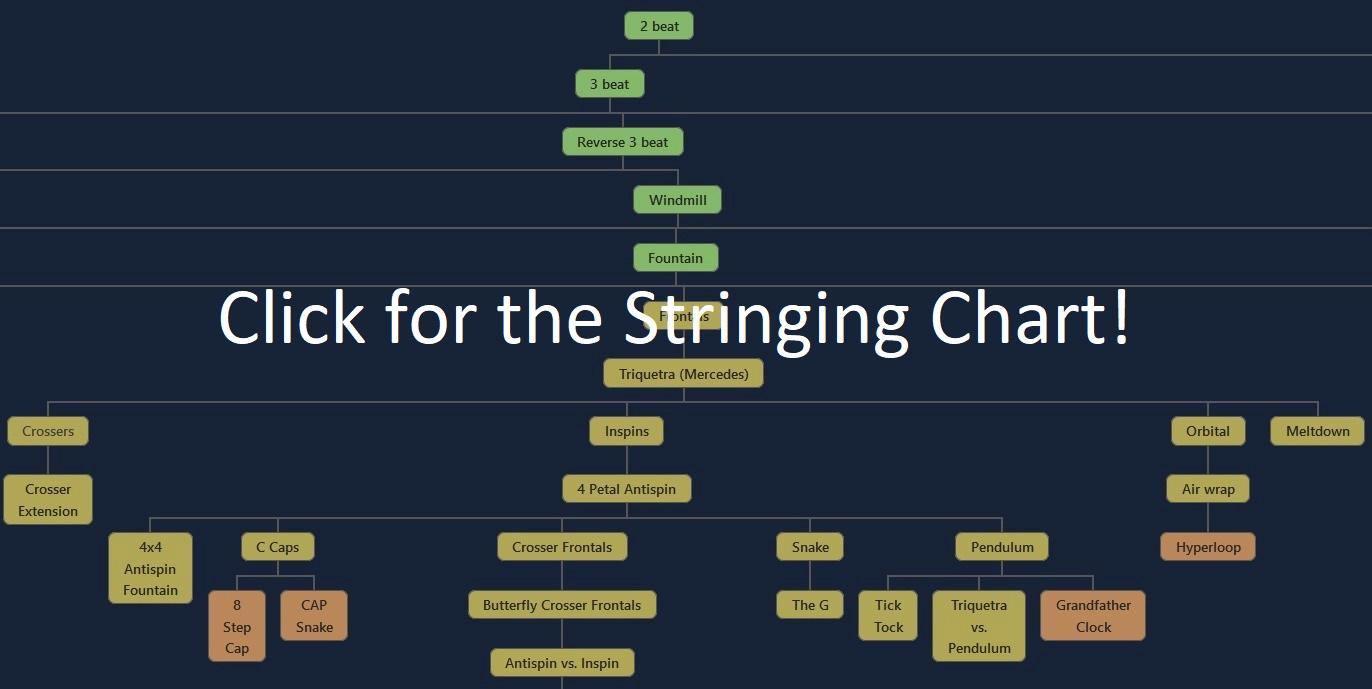 2 beat
3 beat
Reverse 3 beat
Windmill
Fountain
Frontals
Click for the Stringing Chart!
Triquetra (Mercedes)
Crossers
Inspins
Orbital
Meltdown
Crosser
Extension
4 Petal Antispin
Air wrap
4x4
Antispin
Fountain
C Caps
Crosser Frontals
Snake
Pendulum
Hyperloop
8
Step
Cap
CAP
Snake
Butterfly Crosser Frontals
The G
Tick
Tock
Triquetra
vs.
Pendulum
Grandfather
Clock
Antispin vs. Inspin